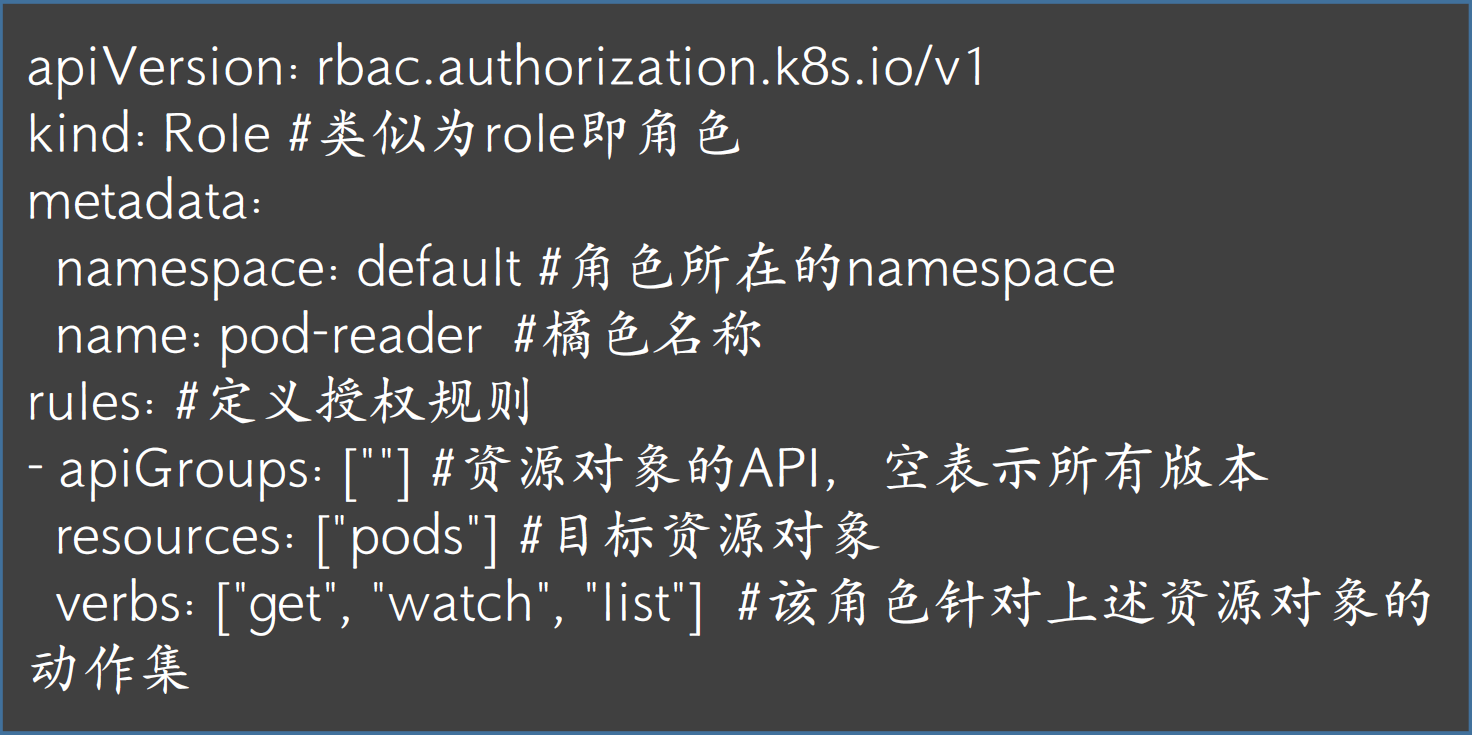 apiVersion: rbac.authorization.k8s.io/v1
kind: Role #类似为role即角色
metadata:
  namespace: default #角色所在的namespace
  name: pod-reader  #橘色名称
rules: #定义授权规则
- apiGroups: [""] #资源对象的API，空表示所有版本
  resources: ["pods"] #目标资源对象
  verbs: ["get", "watch", "list"]  #该角色针对上述资源对象的
动作集